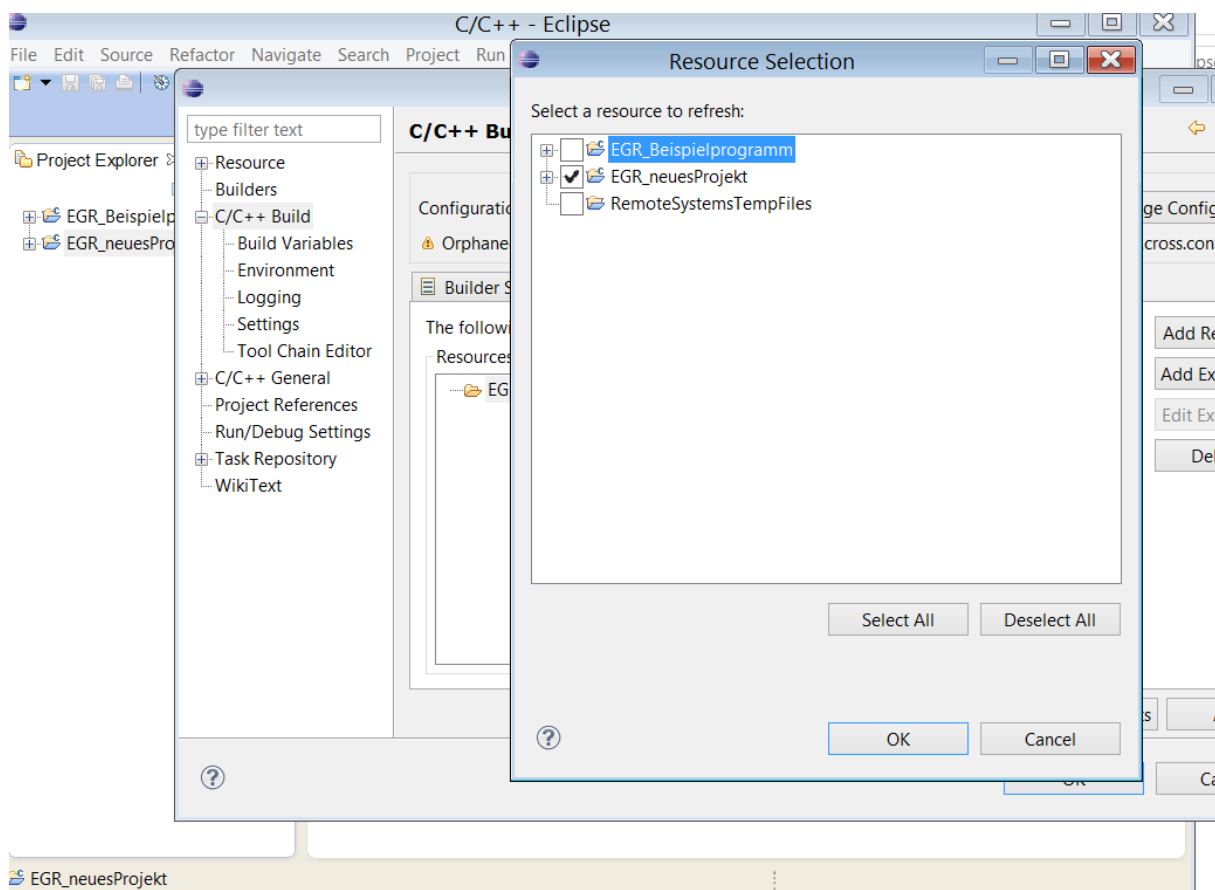 C/C++ - Eclipse
File Edit Source Refactor Navigate Search Project Run
Resource Selection
Select a resource to refresh:
type filter text
C/C++ Bu
EGR_Beispielprogramm
EGR_neuesProjekt
RemoteSystemsTempFiles
Project Explorer
EGR_Beispielp
EGR_neuesPro
Resource
Builders
C/C++ Build
Build Variables
Environment
Logging
Settings
Tool Chain Editor
C/C++ General
Project References
Run/Debug Settings
Task Repository
WikiText
Configuratio
ge Config
Orphane
cross.con
Builder S
The followi
Resources
EG
Add Re
Add Ex
Edit Ex
Del
Select All
Deselect All
OK
Cancel
OK
Ca
EGR_neuesProjekt